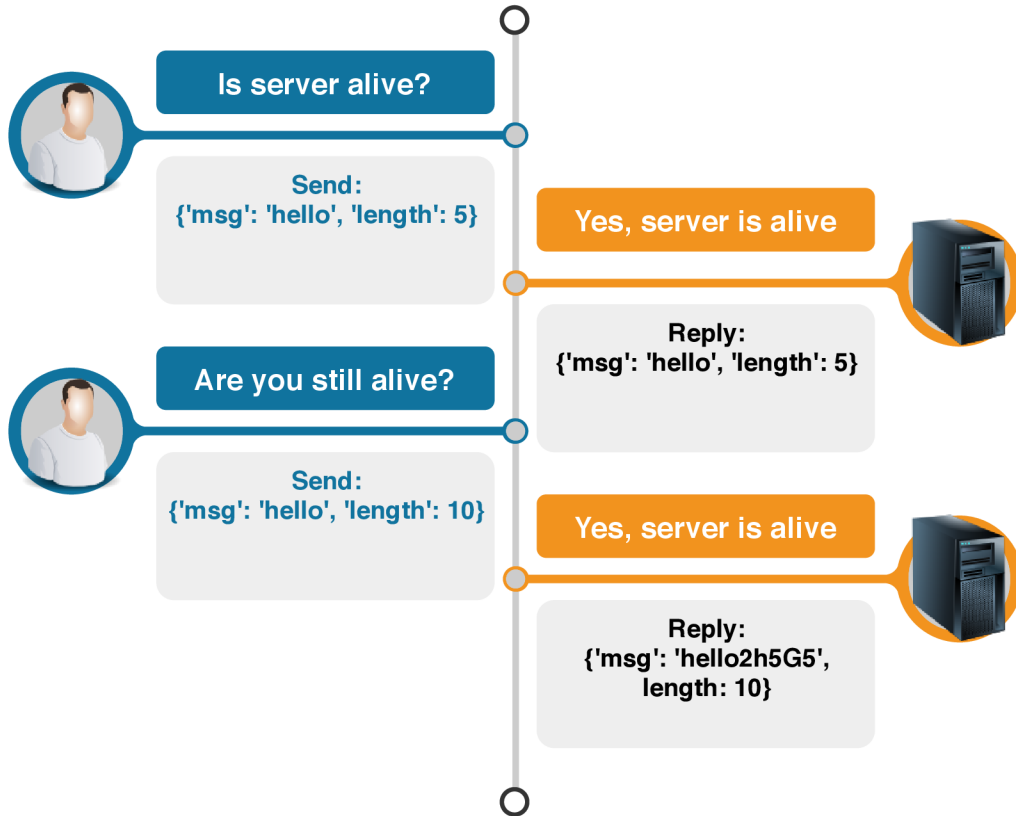 Is server alive?
Send:
{'msg': 'hello', 'length': 5}
Yes, server is alive
Reply:
{'msg': 'hello', 'length': 5}
Are you still alive?
Send:
{'msg': 'hello', 'length': 10}
Yes, server is alive
Reply:
{'msg': 'hello2h5G5',
length: 10}